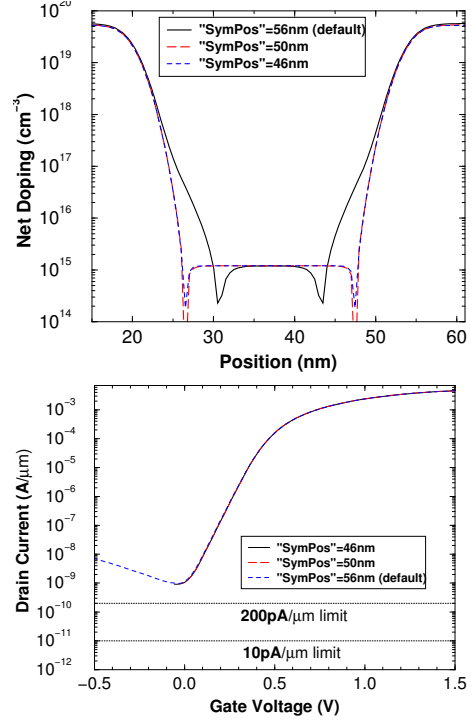 10^20
10^19
10^18
10^17
10^16
10^15
10^14
Net Doping (cm^-3)
"SymPos"=56nm (default)
"SymPos"=50nm
"SymPos"=46nm
20 30 40 50 60
Position (nm)
10^-3
10^-4
10^-5
10^-6
10^-7
10^-8
10^-9
10^-10
10^-11
10^-12
Drain Current (A/μm)
"SymPos"=46nm
"SymPos"=50nm
"SymPos"=56nm (default)
200pA/μm limit
10pA/μm limit
−0.5 0.0 0.5 1.0 1.5
Gate Voltage (V)